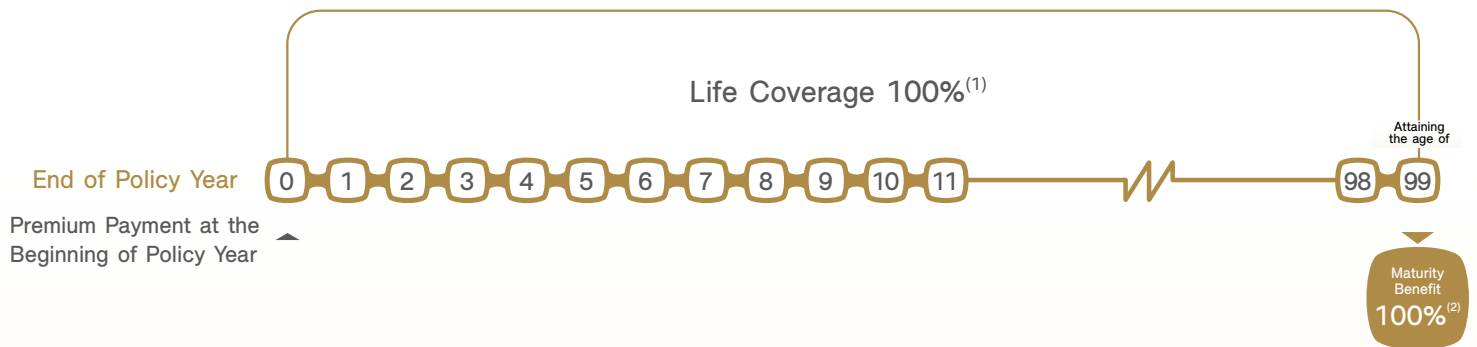 Life Coverage 100%(1)
Attaining
the age of
End of Policy Year 0 1 2 3 4 5 6 7 8 9 10 11 98 99
Premium Payment at the
Beginning of Policy Year
Maturity
Benefit
100%(2)